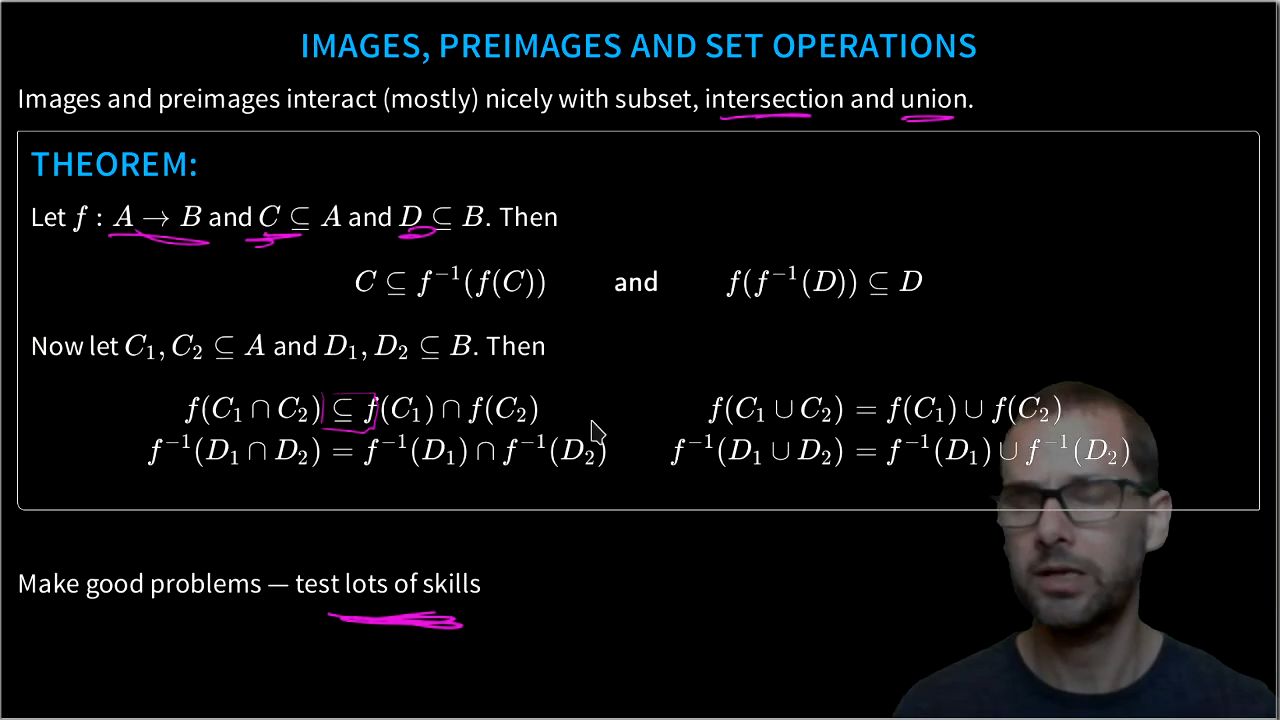 IMAGES, PREIMAGES AND SET OPERATIONS
Images and preimages interact (mostly) nicely with subset, intersection and union.
THEOREM:
Let f : A → B and C ⊆ A and D ⊆ B. Then
C ⊆ f⁻¹(f(C)) and f(f⁻¹(D)) ⊆ D
Now let C₁, C₂ ⊆ A and D₁, D₂ ⊆ B. Then
f(C₁ ∩ C₂) ⊆ f(C₁) ∩ f(C₂) f(C₁ ∪ C₂) = f(C₁) ∪ f(C₂)
f⁻¹(D₁ ∩ D₂) = f⁻¹(D₁) ∩ f⁻¹(D₂) f⁻¹(D₁ ∪ D₂) = f⁻¹(D₁) ∪ f⁻¹(D₂)
Make good problems — test lots of skills